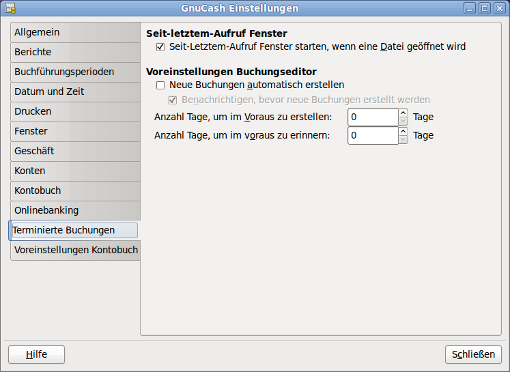 GnuCash Einstellungen
Allgemein
Berichte
Buchführungsperioden
Datum und Zeit
Drucken
Fenster
Geschäft
Konten
Kontobuch
Onlinebanking
Terminierte Buchungen
Voreinstellungen Kontobuch
Seit-letztem-Aufruf Fenster
Seit-Letztem-Aufruf Fenster starten, wenn eine Datei geöffnet wird
Voreinstellungen Buchungseditor
Neue Buchungen automatisch erstellen
Benachrichtigen, bevor neue Buchungen erstellt werden
Anzahl Tage, um im Voraus zu erstellen: 0 Tage
Anzahl Tage, um im voraus zu erinnern: 0 Tage
Hilfe
Schließen